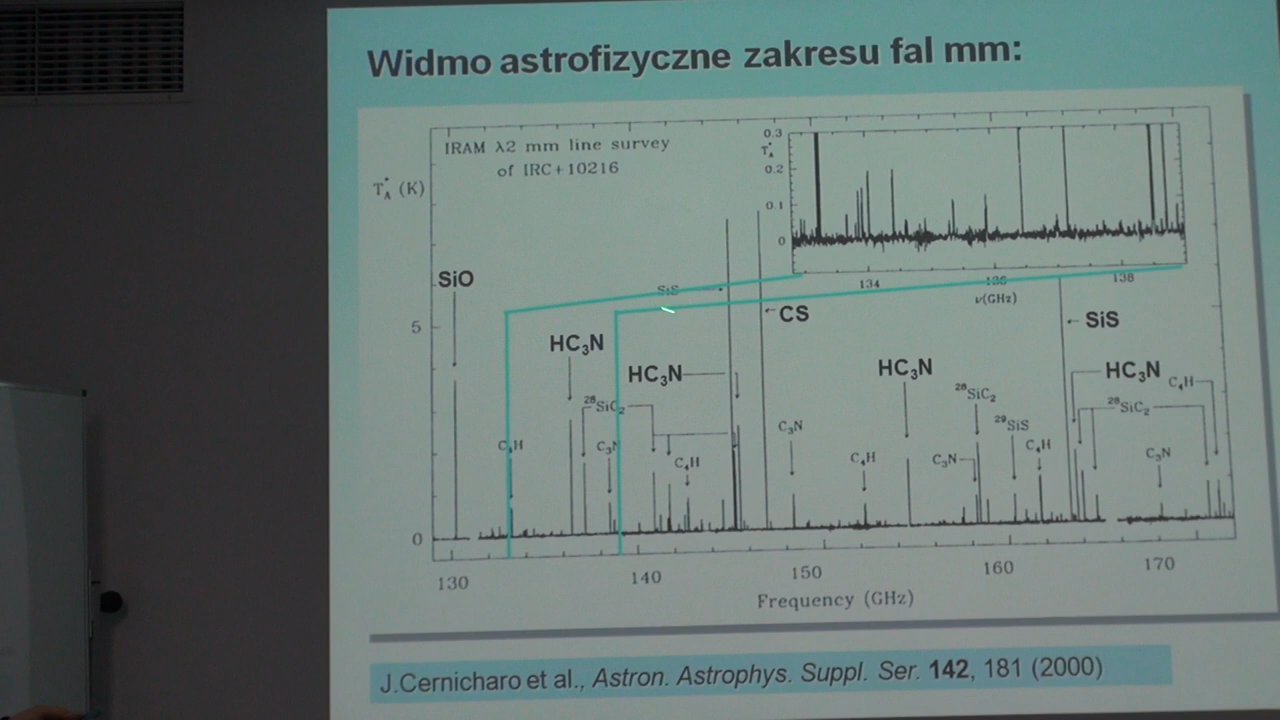 Widmo astrofizyczne zakresu fal mm:
IRAM λ2 mm line survey
of IRC+10216
T*A (K)
0.3
T*A
0.2
0.1
0
134
136
138
ν(GHz)
SiO
SiS
CS
SiS
5
HC3N
HC3N
HC3N
HC3N
C4H
28SiC2
28SiC2
28SiC2
29SiS
C4H
C3N
C3N
C4H
C4H
C3N
C4H
C3N
0
130
140
150
160
170
Frequency (GHz)
J.Cernicharo et al., Astron. Astrophys. Suppl. Ser. 142, 181 (2000)